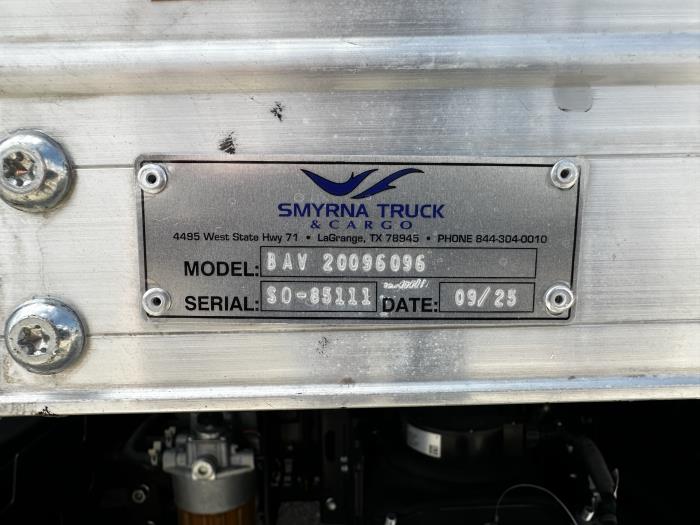 SMYRNA TRUCK
& CARGO
4495 West State Hwy 71 • LaGrange, TX 78945 • PHONE 844-304-0010
MODEL: BAV 20096096
SERIAL: SO-85111 DATE: 09/25